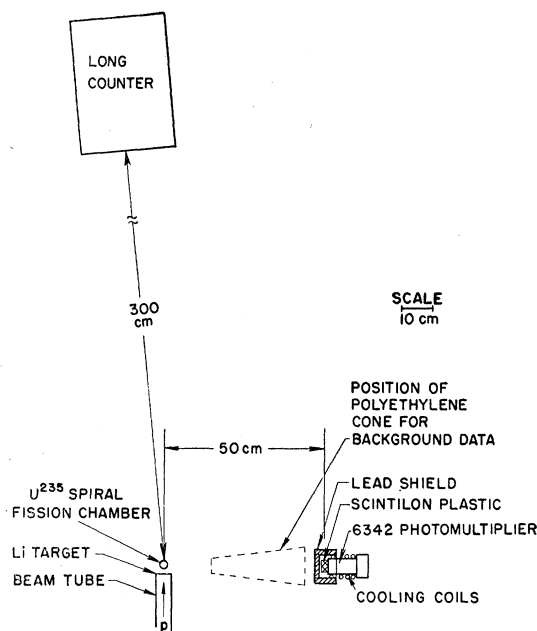 LONG
COUNTER
300
cm
SCALE
10 cm
POSITION OF
POLYETHYLENE
CONE FOR
BACKGROUND DATA
50 cm
LEAD SHIELD
SCINTILON PLASTIC
6342 PHOTOMULTIPLIER
U235 SPIRAL
FISSION CHAMBER
Li TARGET
BEAM TUBE
COOLING COILS
p